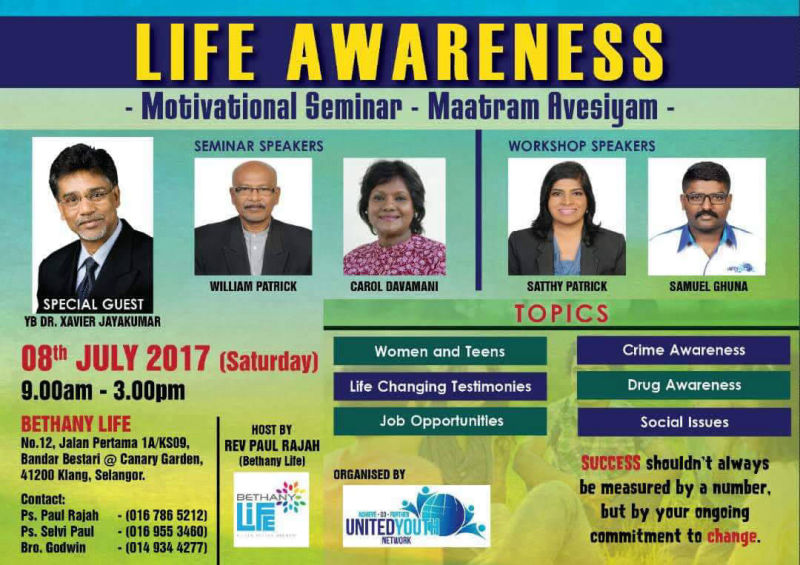 LIFE AWARENESS
- Motivational Seminar - Maatram Avesiyam -
SPECIAL GUEST
YB DR. XAVIER JAYAKUMAR
SEMINAR SPEAKERS
WILLIAM PATRICK
CAROL DAVAMANI
WORKSHOP SPEAKERS
SATTHY PATRICK
SAMUEL GHUNA
08th JULY 2017 (Saturday)
9.00am - 3.00pm
BETHANY LIFE
No.12, Jalan Pertama 1A/KS09,
Bandar Bestari @ Canary Garden,
41200 Klang, Selangor.
Contact:
Ps. Paul Rajah - (016 786 5212)
Ps. Selvi Paul - (016 955 3460)
Bro. Godwin - (014 934 4277)
HOST BY
REV PAUL RAJAH
(Bethany Life)
BETHANY
LIFE
TOPICS
Women and Teens
Life Changing Testimonies
Job Opportunities
Crime Awareness
Drug Awareness
Social Issues
ORGANISED BY
ACHIEVE • GO • FURTHER
UNITEDYOUTH
NETWORK
SUCCESS shouldn't always
be measured by a number,
but by your ongoing
commitment to change.